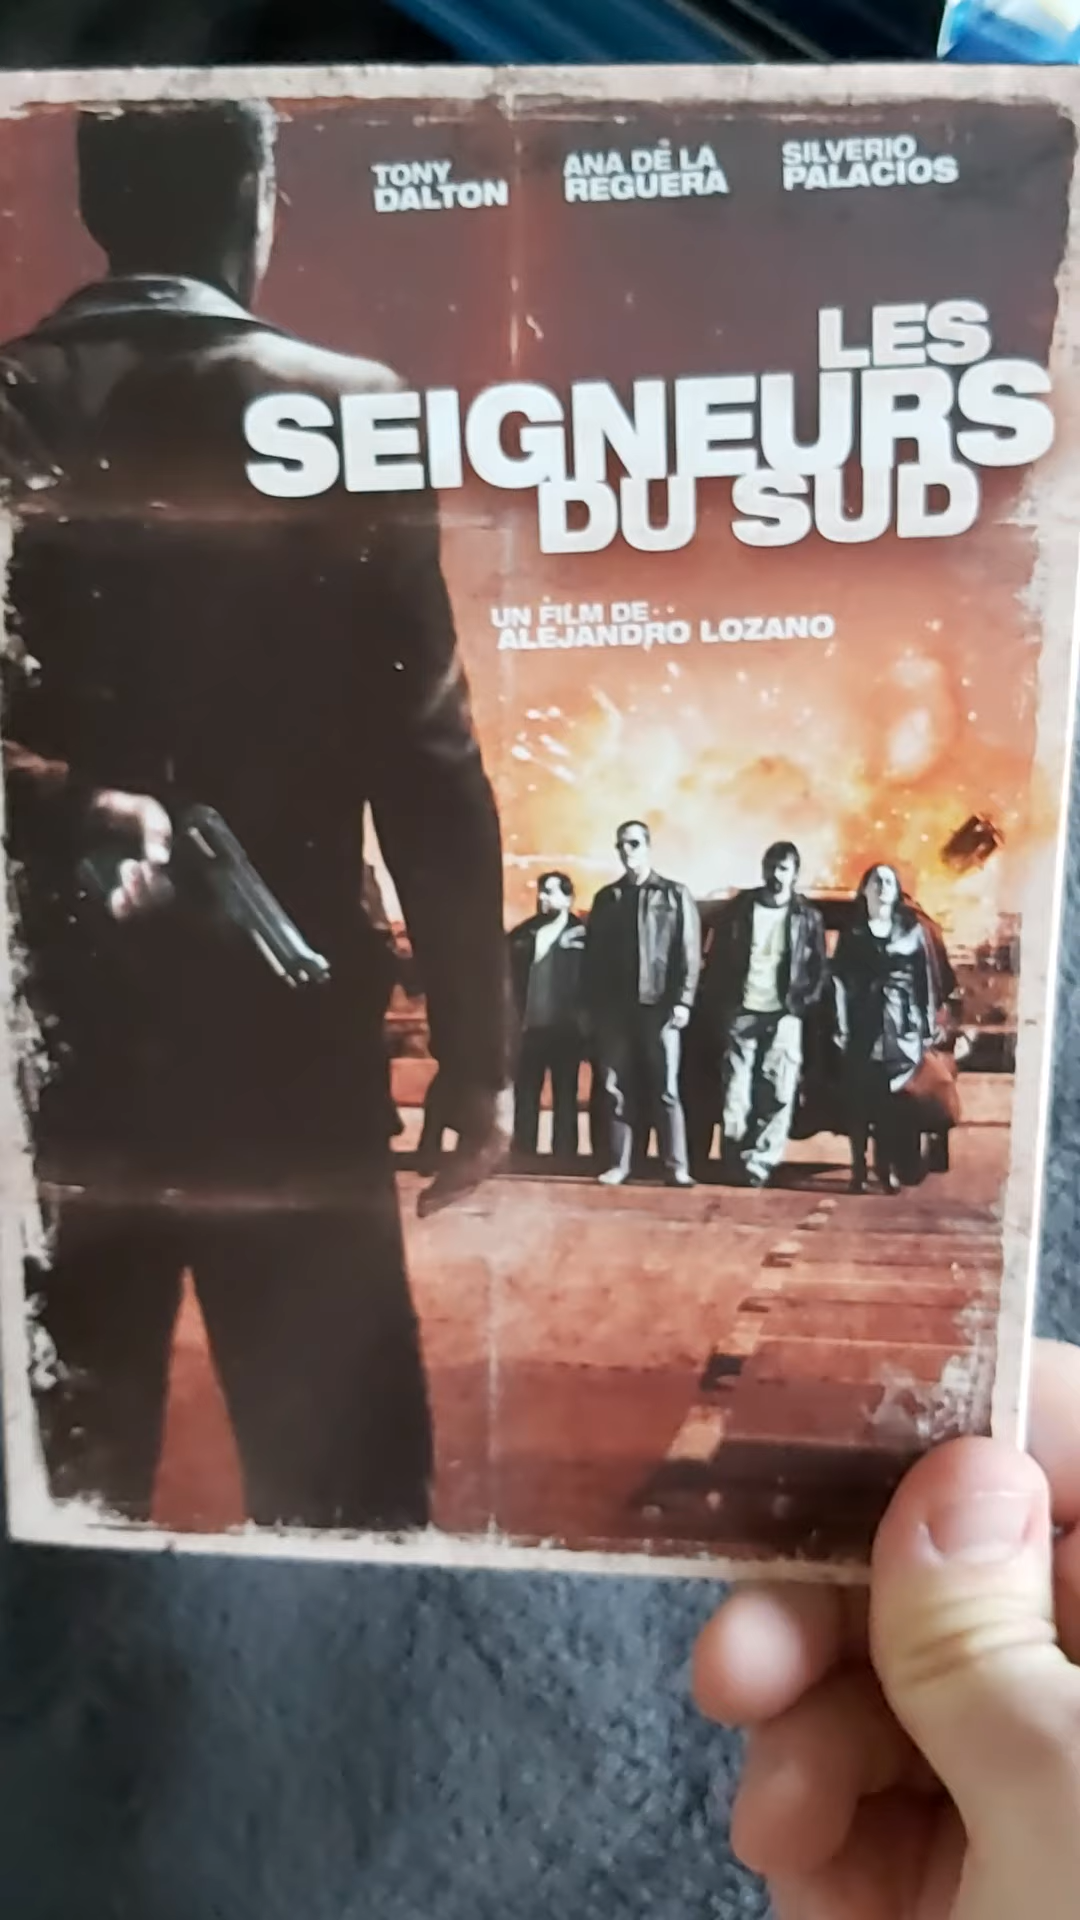 TONY
DALTON
ANA DE LA
REGUERA
SILVERIO
PALACIOS
LES
SEIGNEURS
DU SUD
UN FILM DE
ALEJANDRO LOZANO